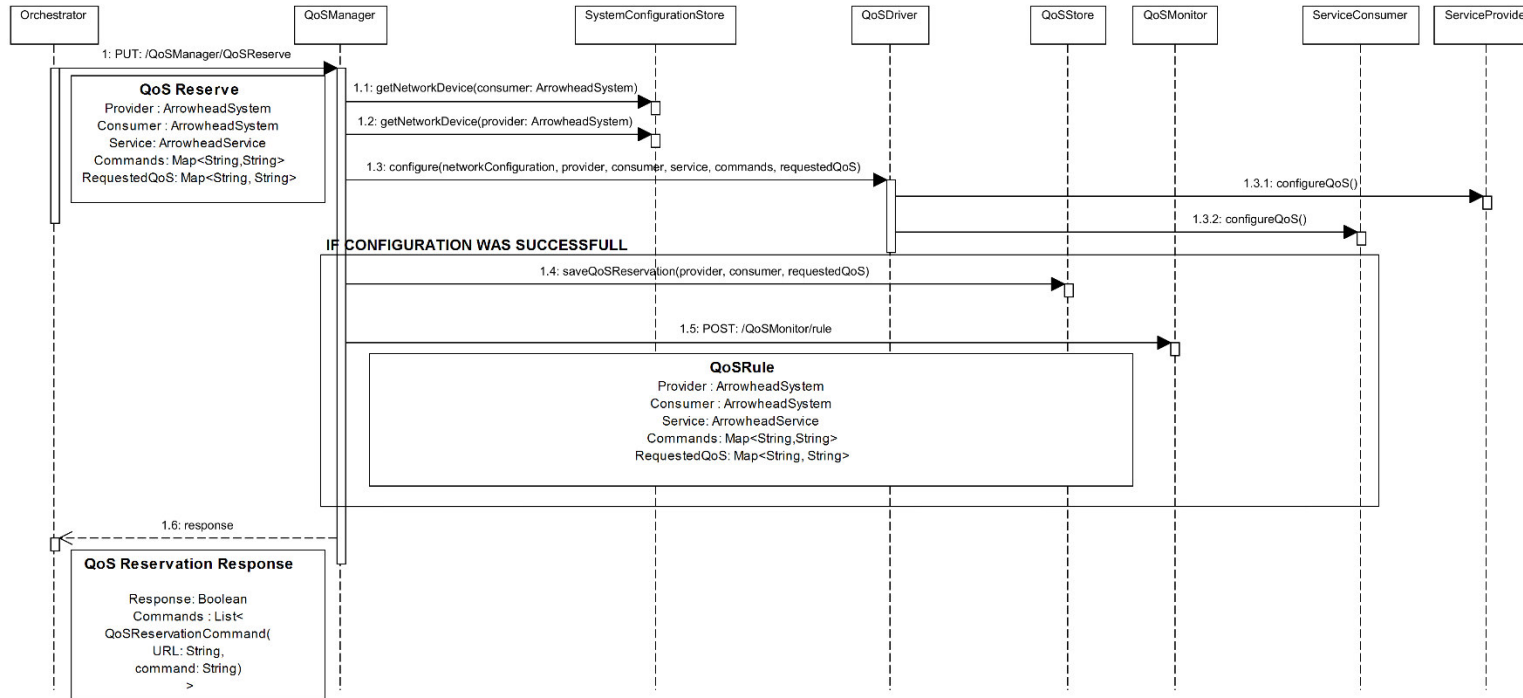 Orchestrator
QoSManager
SystemConfigurationStore
QoSDriver
QoSStore
QoSMonitor
ServiceConsumer
ServiceProvider
1: PUT: /QoSManager/QoSReserve
QoS Reserve
Provider : ArrowheadSystem
Consumer : ArrowheadSystem
Service: ArrowheadService
Commands: Map<String,String>
RequestedQoS: Map<String, String>
1.1: getNetworkDevice(consumer: ArrowheadSystem)
1.2: getNetworkDevice(provider: ArrowheadSystem)
1.3: configure(networkConfiguration, provider, consumer, service, commands, requestedQoS)
1.3.1: configureQoS()
1.3.2: configureQoS()
IF CONFIGURATION WAS SUCCESSFULL
1.4: saveQoSReservation(provider, consumer, requestedQoS)
1.5: POST: /QoSMonitor/rule
QoSRule
Provider : ArrowheadSystem
Consumer : ArrowheadSystem
Service: ArrowheadService
Commands: Map<String,String>
RequestedQoS: Map<String, String>
1.6: response
QoS Reservation Response
Response: Boolean
Commands : List<
QoSReservationCommand(
URL: String,
command: String)
>